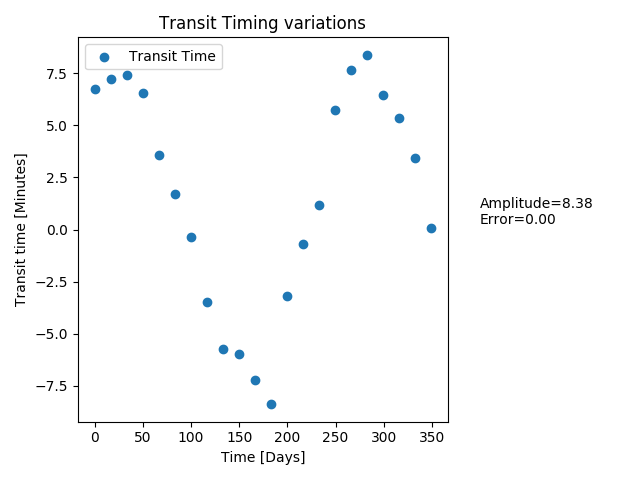 Transit Timing variations
Transit Time
Transit time [Minutes]
7.5
5.0
2.5
0.0
−2.5
−5.0
−7.5
0 50 100 150 200 250 300 350
Time [Days]
Amplitude=8.38
Error=0.00